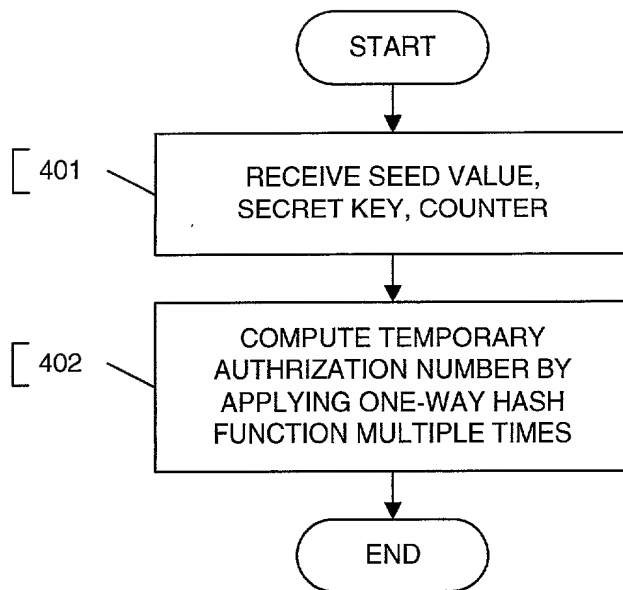 START
401
RECEIVE SEED VALUE,
SECRET KEY, COUNTER
402
COMPUTE TEMPORARY
AUTHRIZATION NUMBER BY
APPLYING ONE-WAY HASH
FUNCTION MULTIPLE TIMES
END